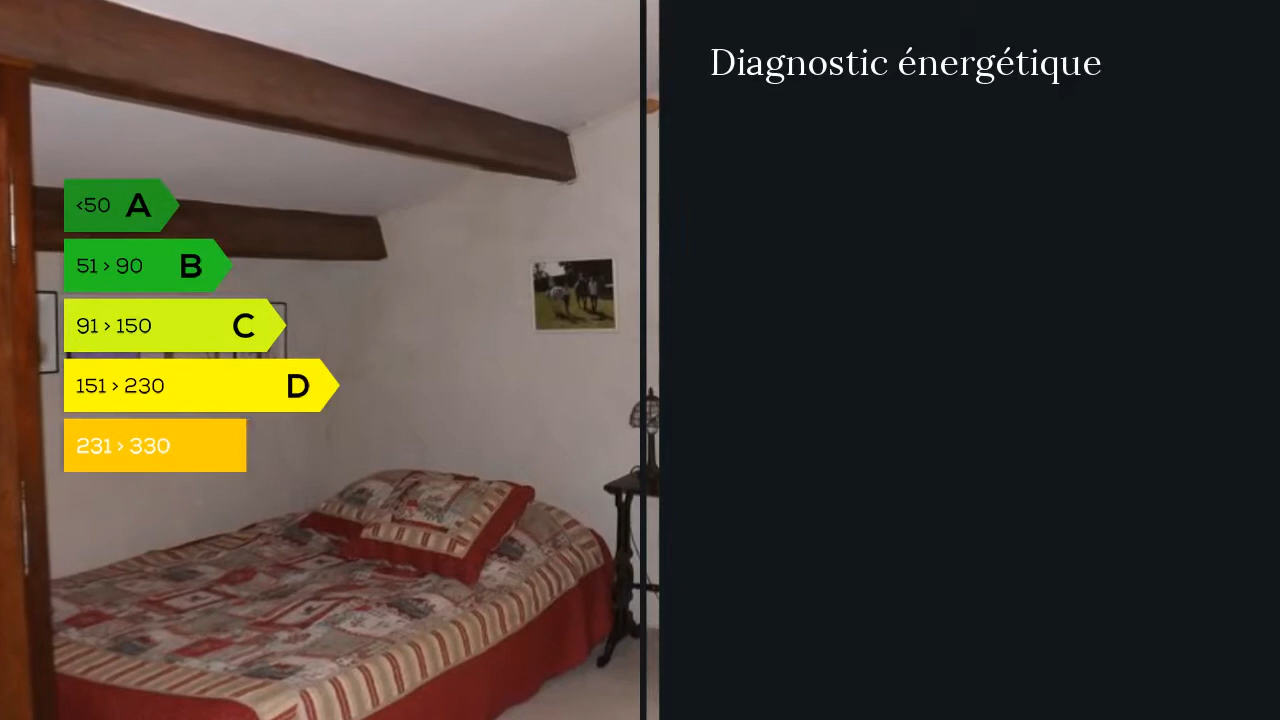 Diagnostic énergétique
<50 A
51 > 90 B
91 > 150 C
151 > 230 D
231 > 330